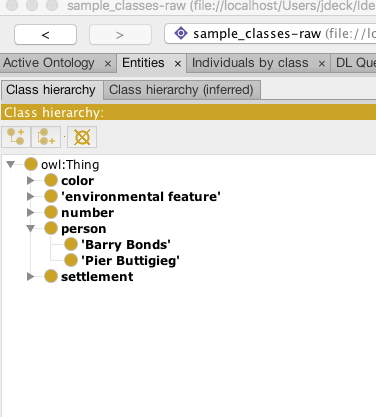 sample_classes-raw (file://localhost/Users/jdeck/Ide
< > sample_classes-raw (file://lo
Active Ontology × Entities × Individuals by class × DL Que
Class hierarchy Class hierarchy (inferred)
Class hierarchy:
owl:Thing
color
'environmental feature'
number
person
'Barry Bonds'
'Pier Buttigieg'
settlement